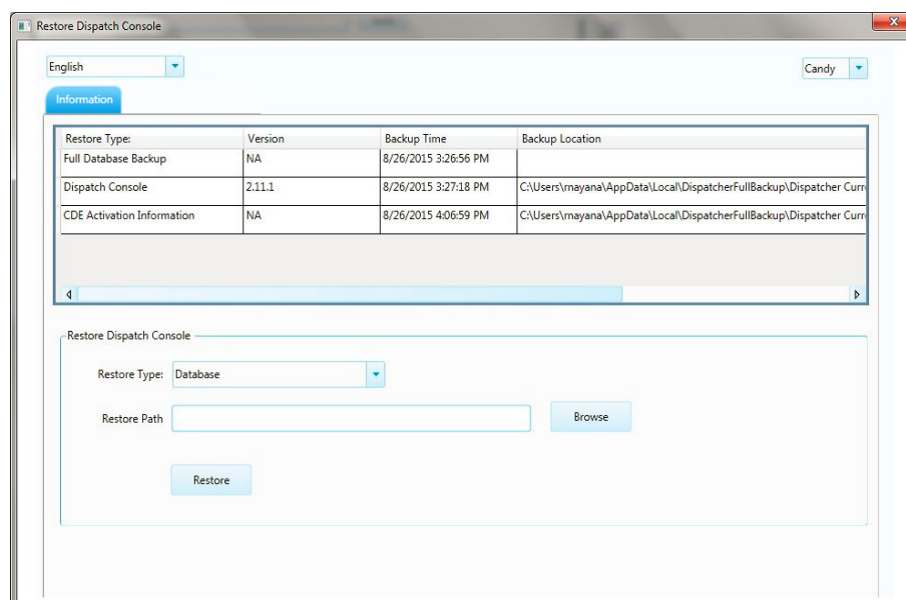 Restore Dispatch Console
English
Candy
Information
Restore Type: Version Backup Time Backup Location
Full Database Backup NA 8/26/2015 3:26:56 PM
Dispatch Console 2.11.1 8/26/2015 3:27:18 PM C:\Users\rnayana\AppData\Local\DispatcherFullBackup\Dispatcher Curr
CDE Activation Information NA 8/26/2015 4:06:59 PM C:\Users\rnayana\AppData\Local\DispatcherFullBackup\Dispatcher Curr
Restore Dispatch Console
Restore Type: Database
Restore Path Browse
Restore